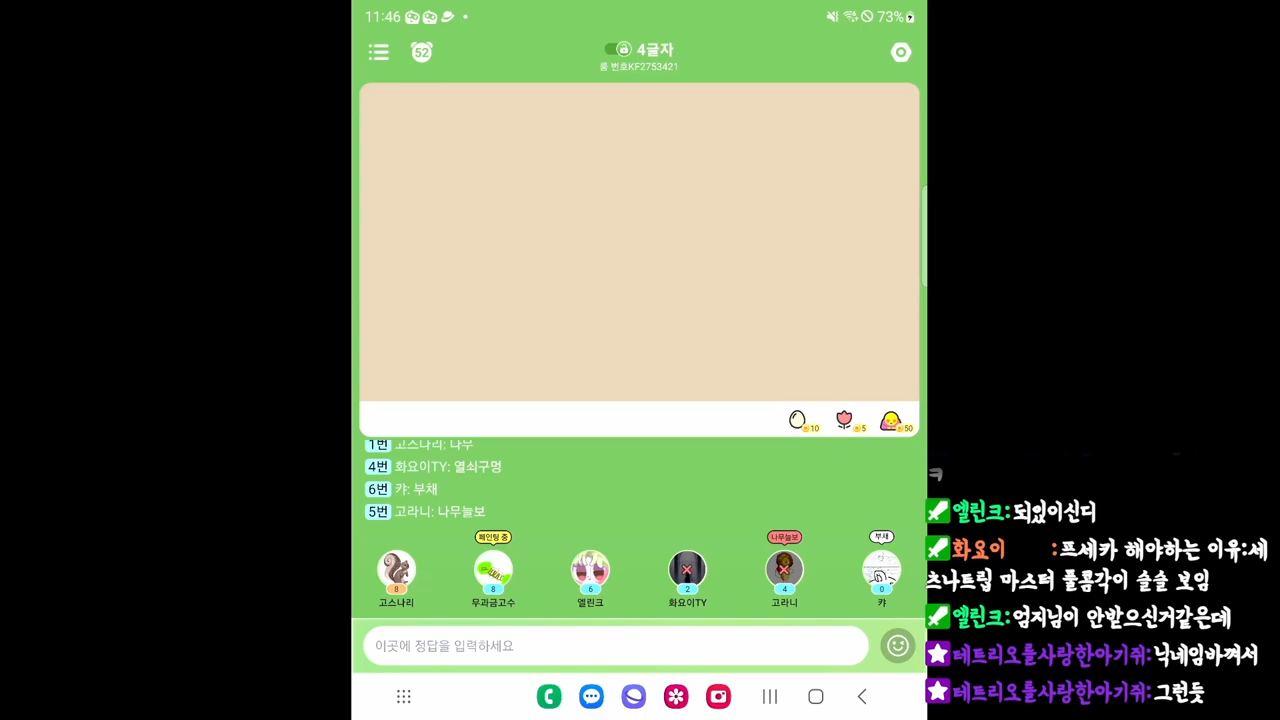 11:46
73%
52
4글자
룸 번호KF2753421
10
5
50
1번 고스나리: 나무
4번 화요이TY: 열쇠구멍
6번 캬: 부채
5번 고라니: 나무늘보
페인팅 중
나무늘보
부채
8
8
6
2
4
0
고스나리
무과금고수
엘린크
화요이TY
고라니
캬
이곳에 정답을 입력하세요
ㅋ
엘린크:되있이신디
화요이 :프세카 해야하는 이유:세
츠나트립 마스터 풀콤각이 슬슬 보임
엘린크:엄지님이 안받으신거같은데
테트리오를사랑한아기쥐:닉네임바껴서
테트리오를사랑한아기쥐:그런듯